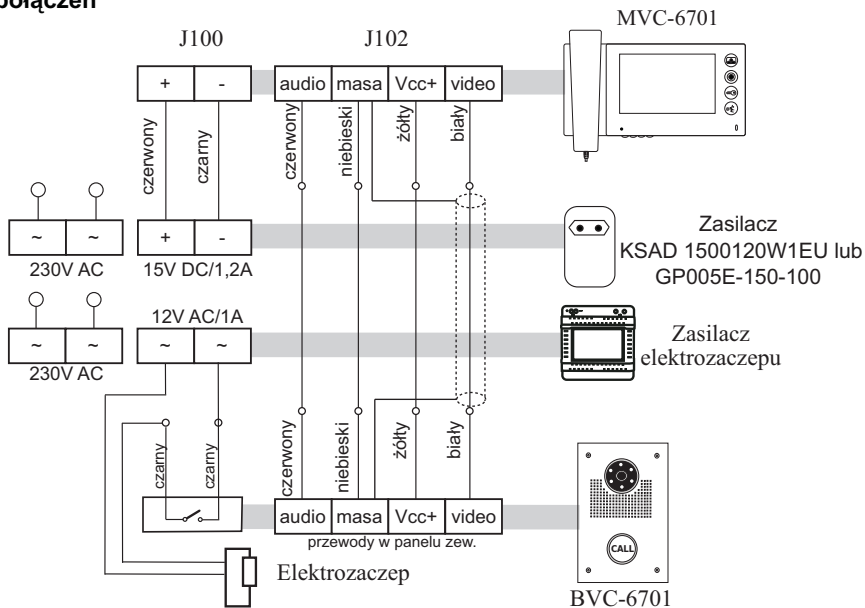 połączeń
MVC-6701
J100
J102
+ -
audio masa Vcc+ video
czerwony
czarny
czerwony
niebieski
żółty
biały
~ ~
+ -
230V AC
15V DC/1,2A
Zasilacz
KSAD 1500120W1EU lub
GP005E-150-100
12V AC/1A
~ ~
~ ~
230V AC
Zasilacz
elektrozaczepu
czarny
czarny
czerwony
niebieski
żółty
biały
audio masa Vcc+ video
przewody w panelu zew.
CALL
Elektrozaczep
BVC-6701